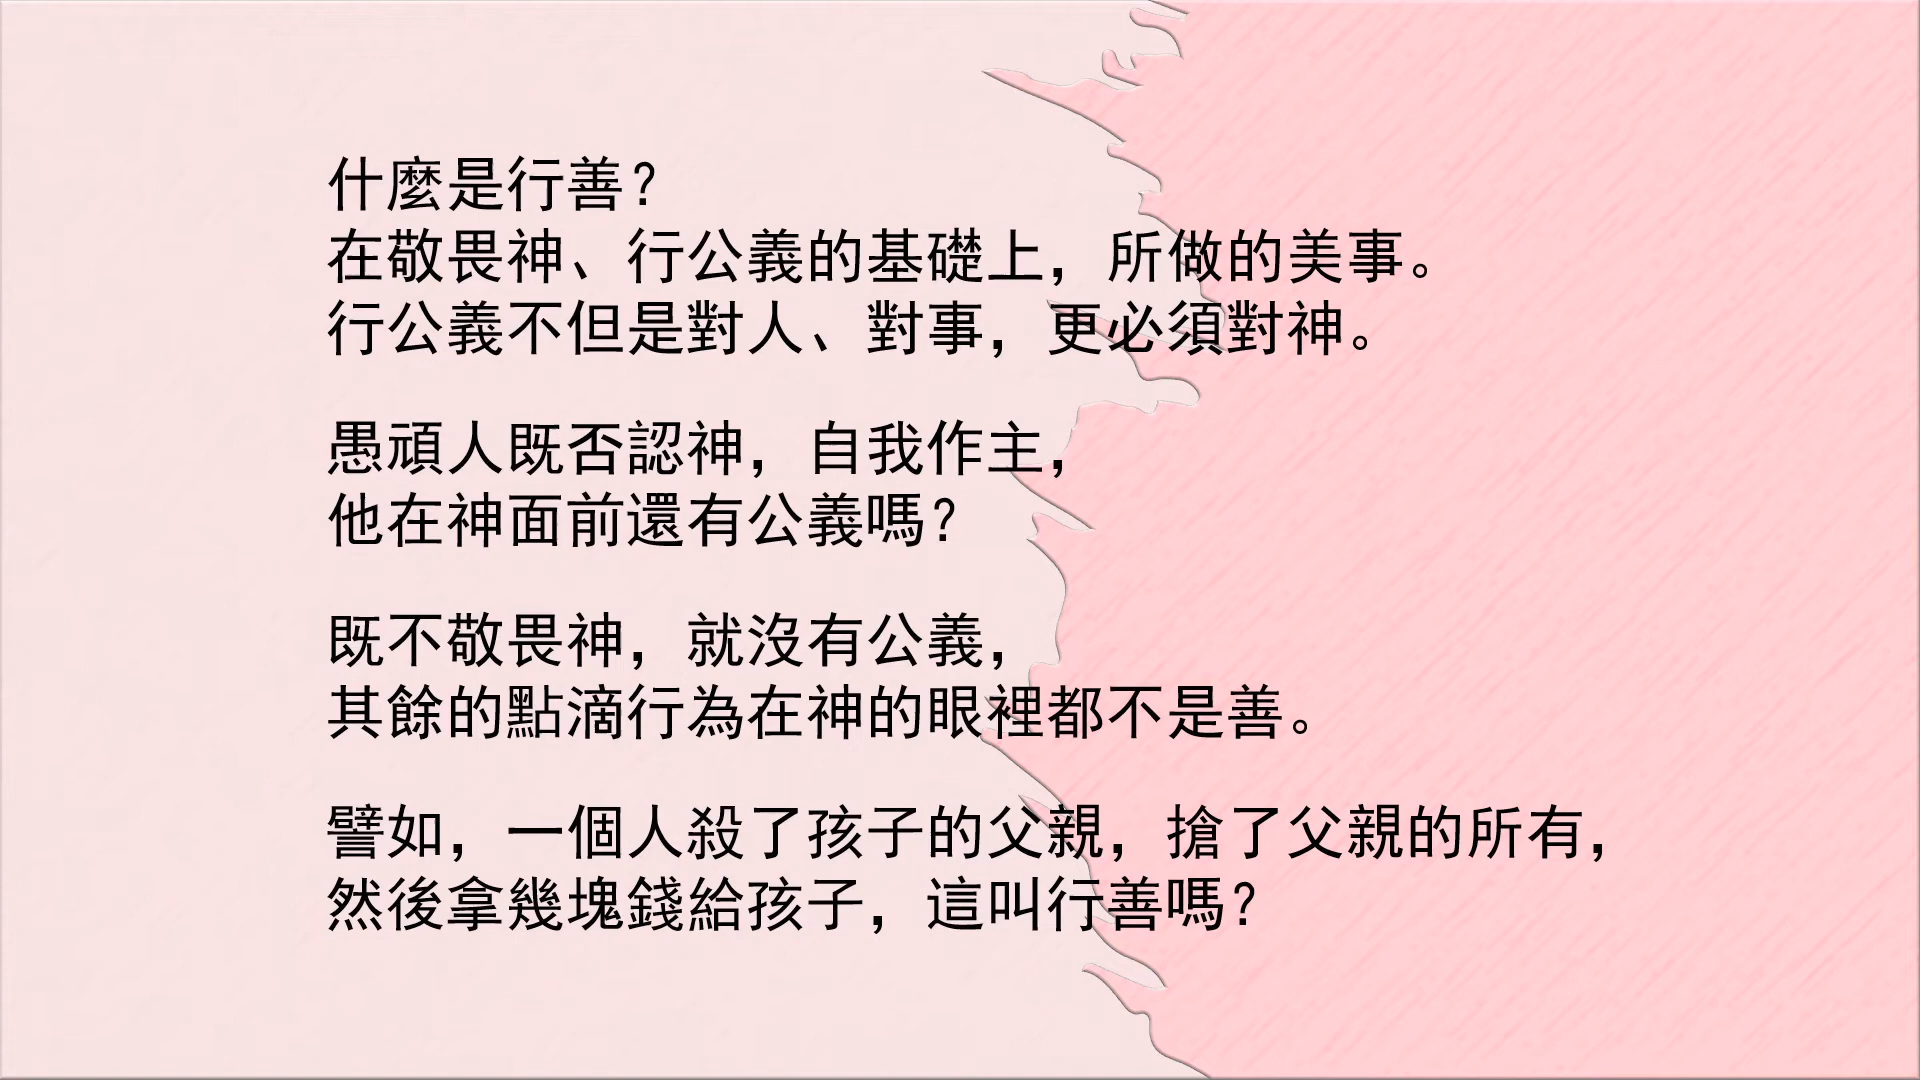 什麼是行善？
在敬畏神、行公義的基礎上，所做的美事。
行公義不但是對人、對事，更必須對神。
愚頑人既否認神，自我作主，
他在神面前還有公義嗎？
既不敬畏神，就沒有公義，
其餘的點滴行為在神的眼裡都不是善。
譬如，一個人殺了孩子的父親，搶了父親的所有，
然後拿幾塊錢給孩子，這叫行善嗎？